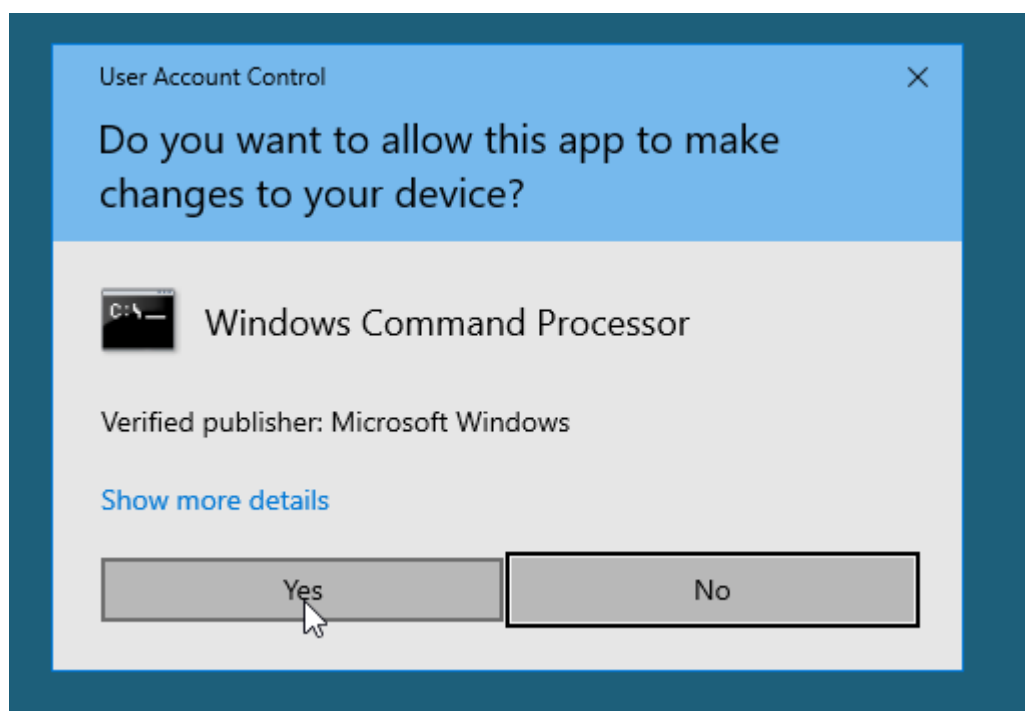 User Account Control
Do you want to allow this app to make
changes to your device?
C:\_
Windows Command Processor
Verified publisher: Microsoft Windows
Show more details
Yes
No